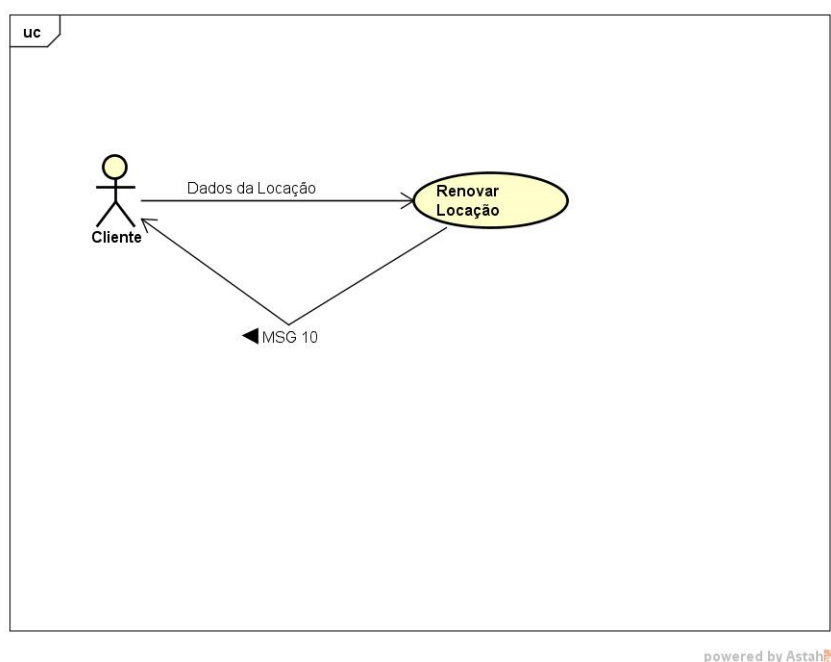 uc
Dados da Locação
Renovar
Locação
Cliente
◀ MSG 10
powered by Astah